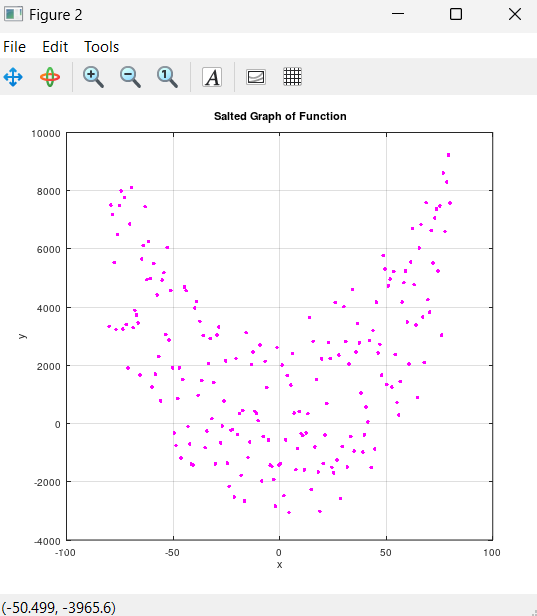 Figure 2
File Edit Tools
1 A
Salted Graph of Function
10000
8000
6000
4000
2000
0
-2000
-4000
y
-100 -50 0 50 100
x
(-50.499, -3965.6)